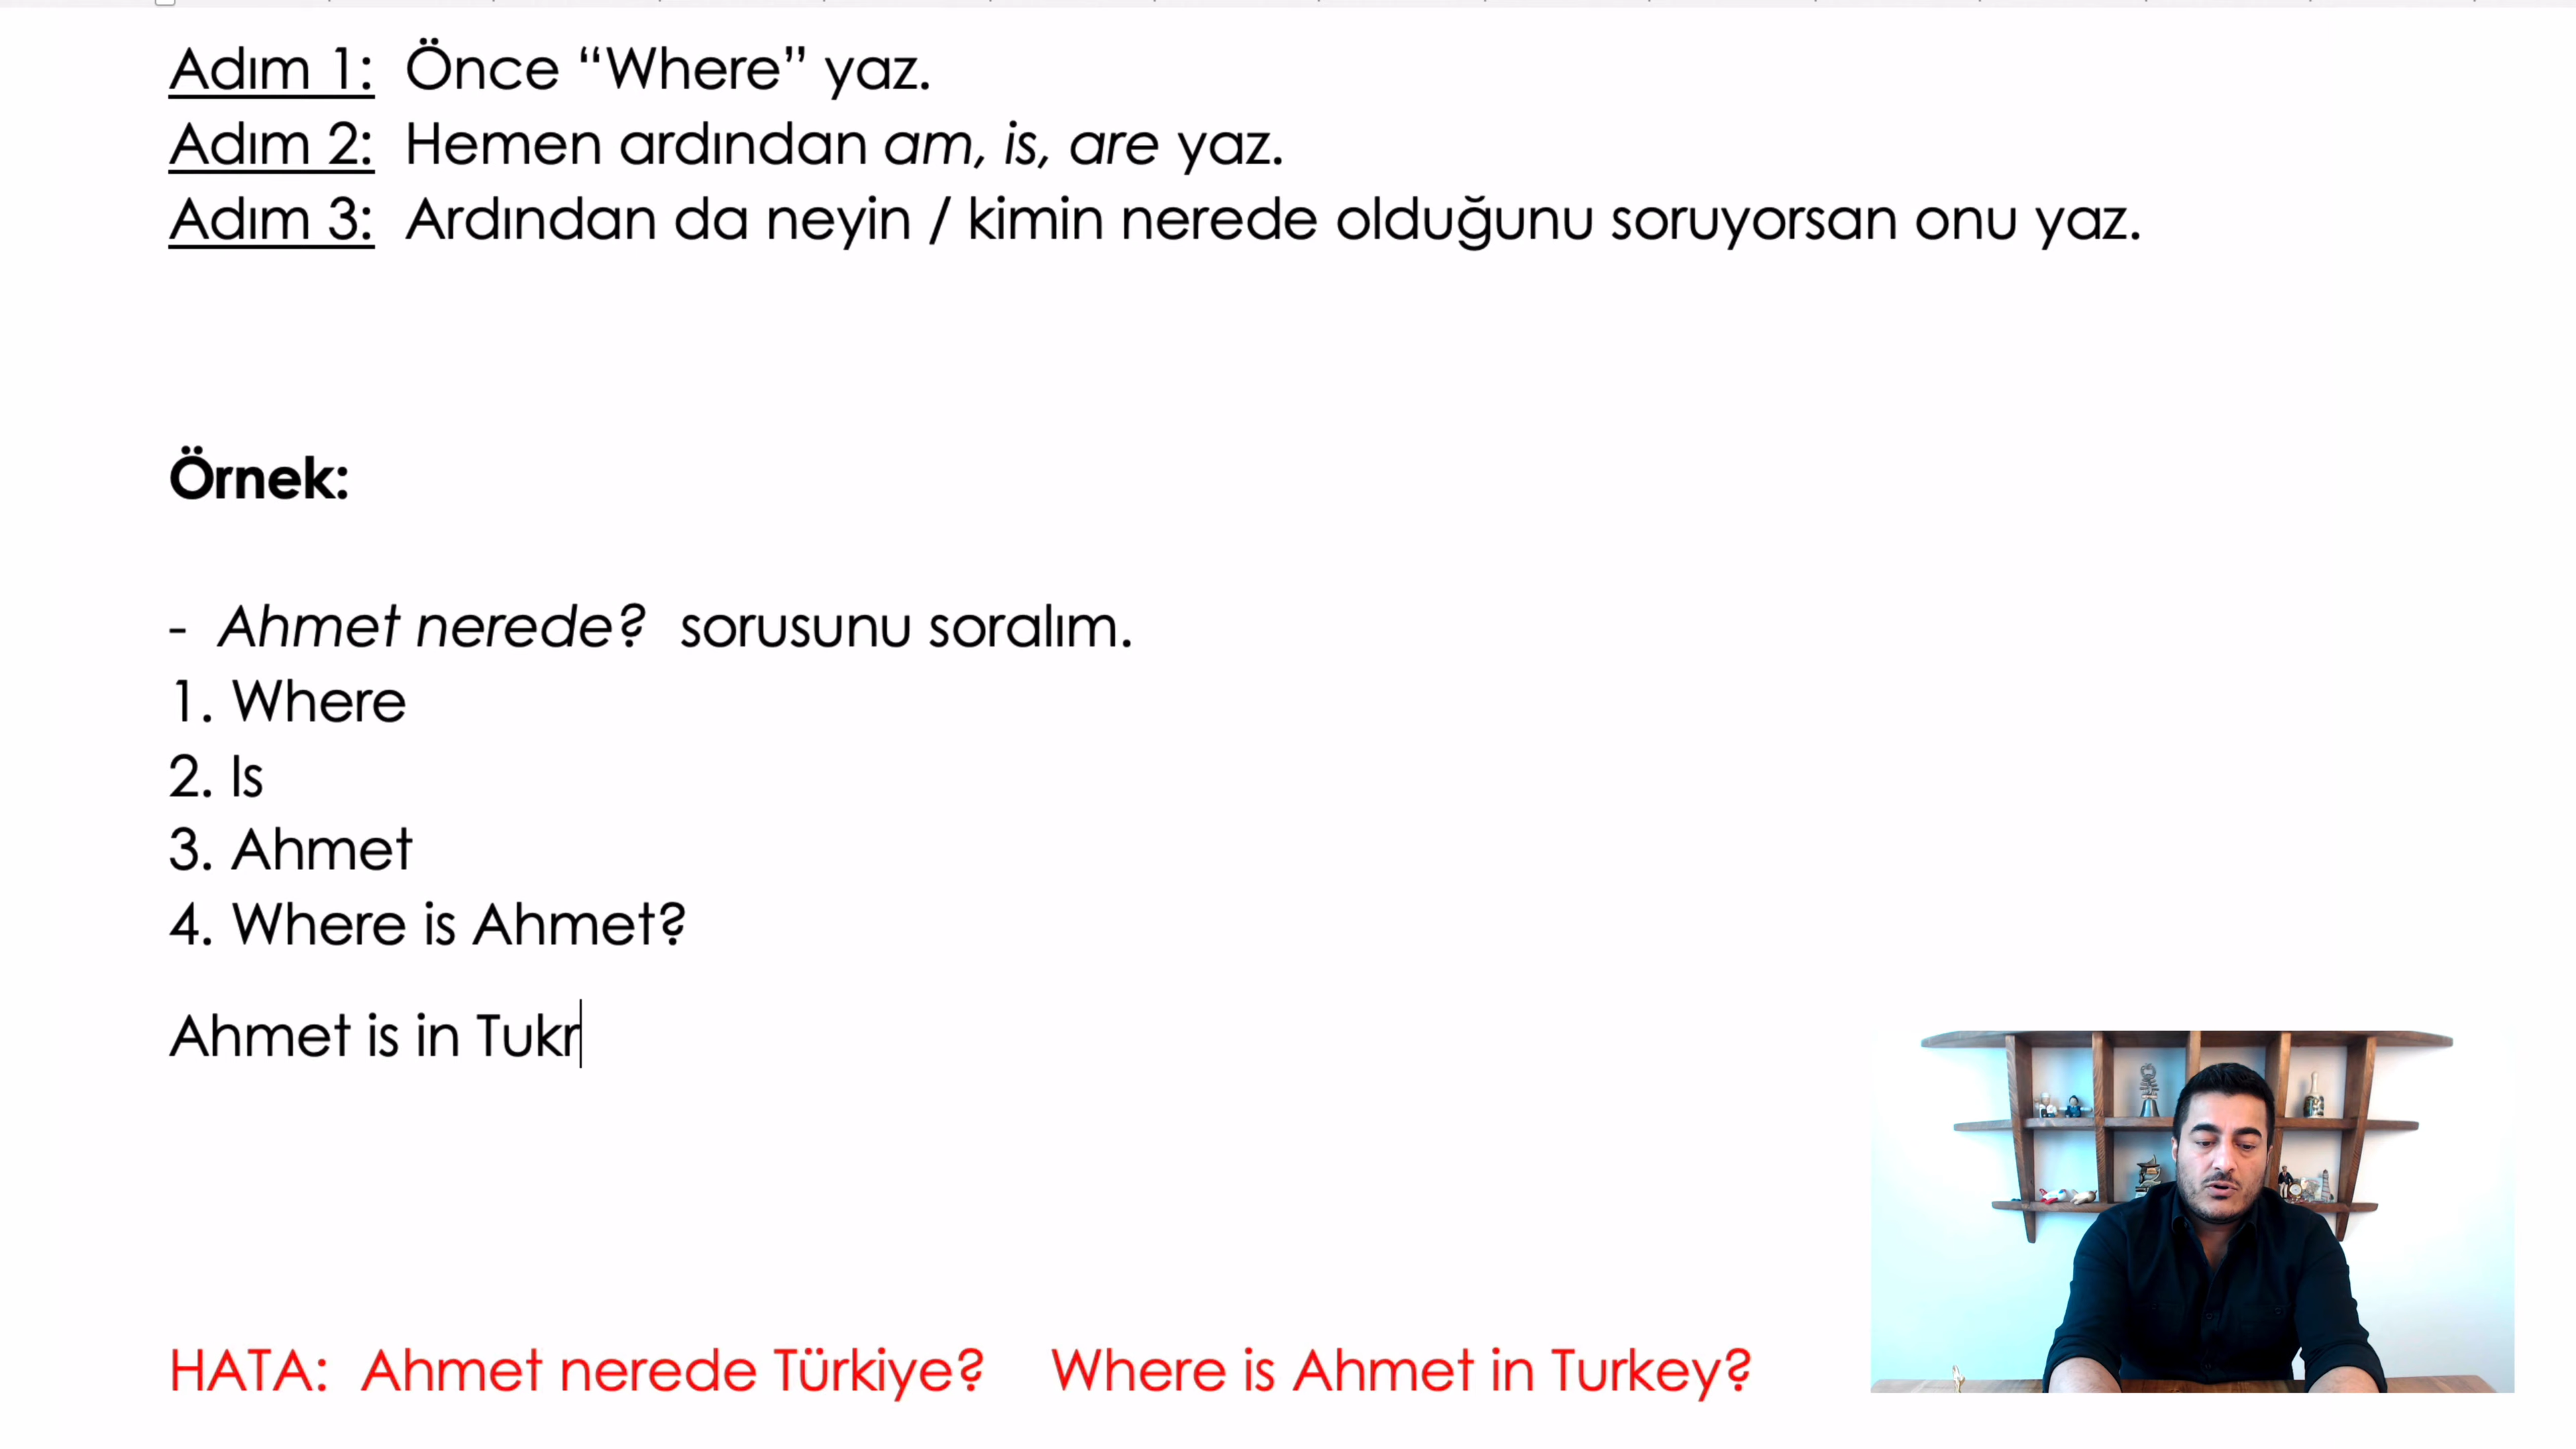 Adım 1: Önce “Where” yaz.
Adım 2: Hemen ardından am, is, are yaz.
Adım 3: Ardından da neyin / kimin nerede olduğunu soruyorsan onu yaz.
Örnek:
- Ahmet nerede? sorusunu soralım.
1. Where
2. Is
3. Ahmet
4. Where is Ahmet?
Ahmet is in Tukr
HATA: Ahmet nerede Türkiye? Where is Ahmet in Turkey?